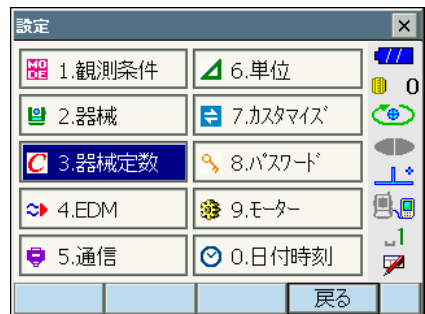 設定
1.観測条件
6.単位
2.器械
7.ｶｽﾀﾏｲｽﾞ
3.器械定数
8.ﾊﾟｽﾜｰﾄﾞ
4.EDM
9.ﾓｰﾀｰ
5.通信
0.日付時刻
0
1
戻る